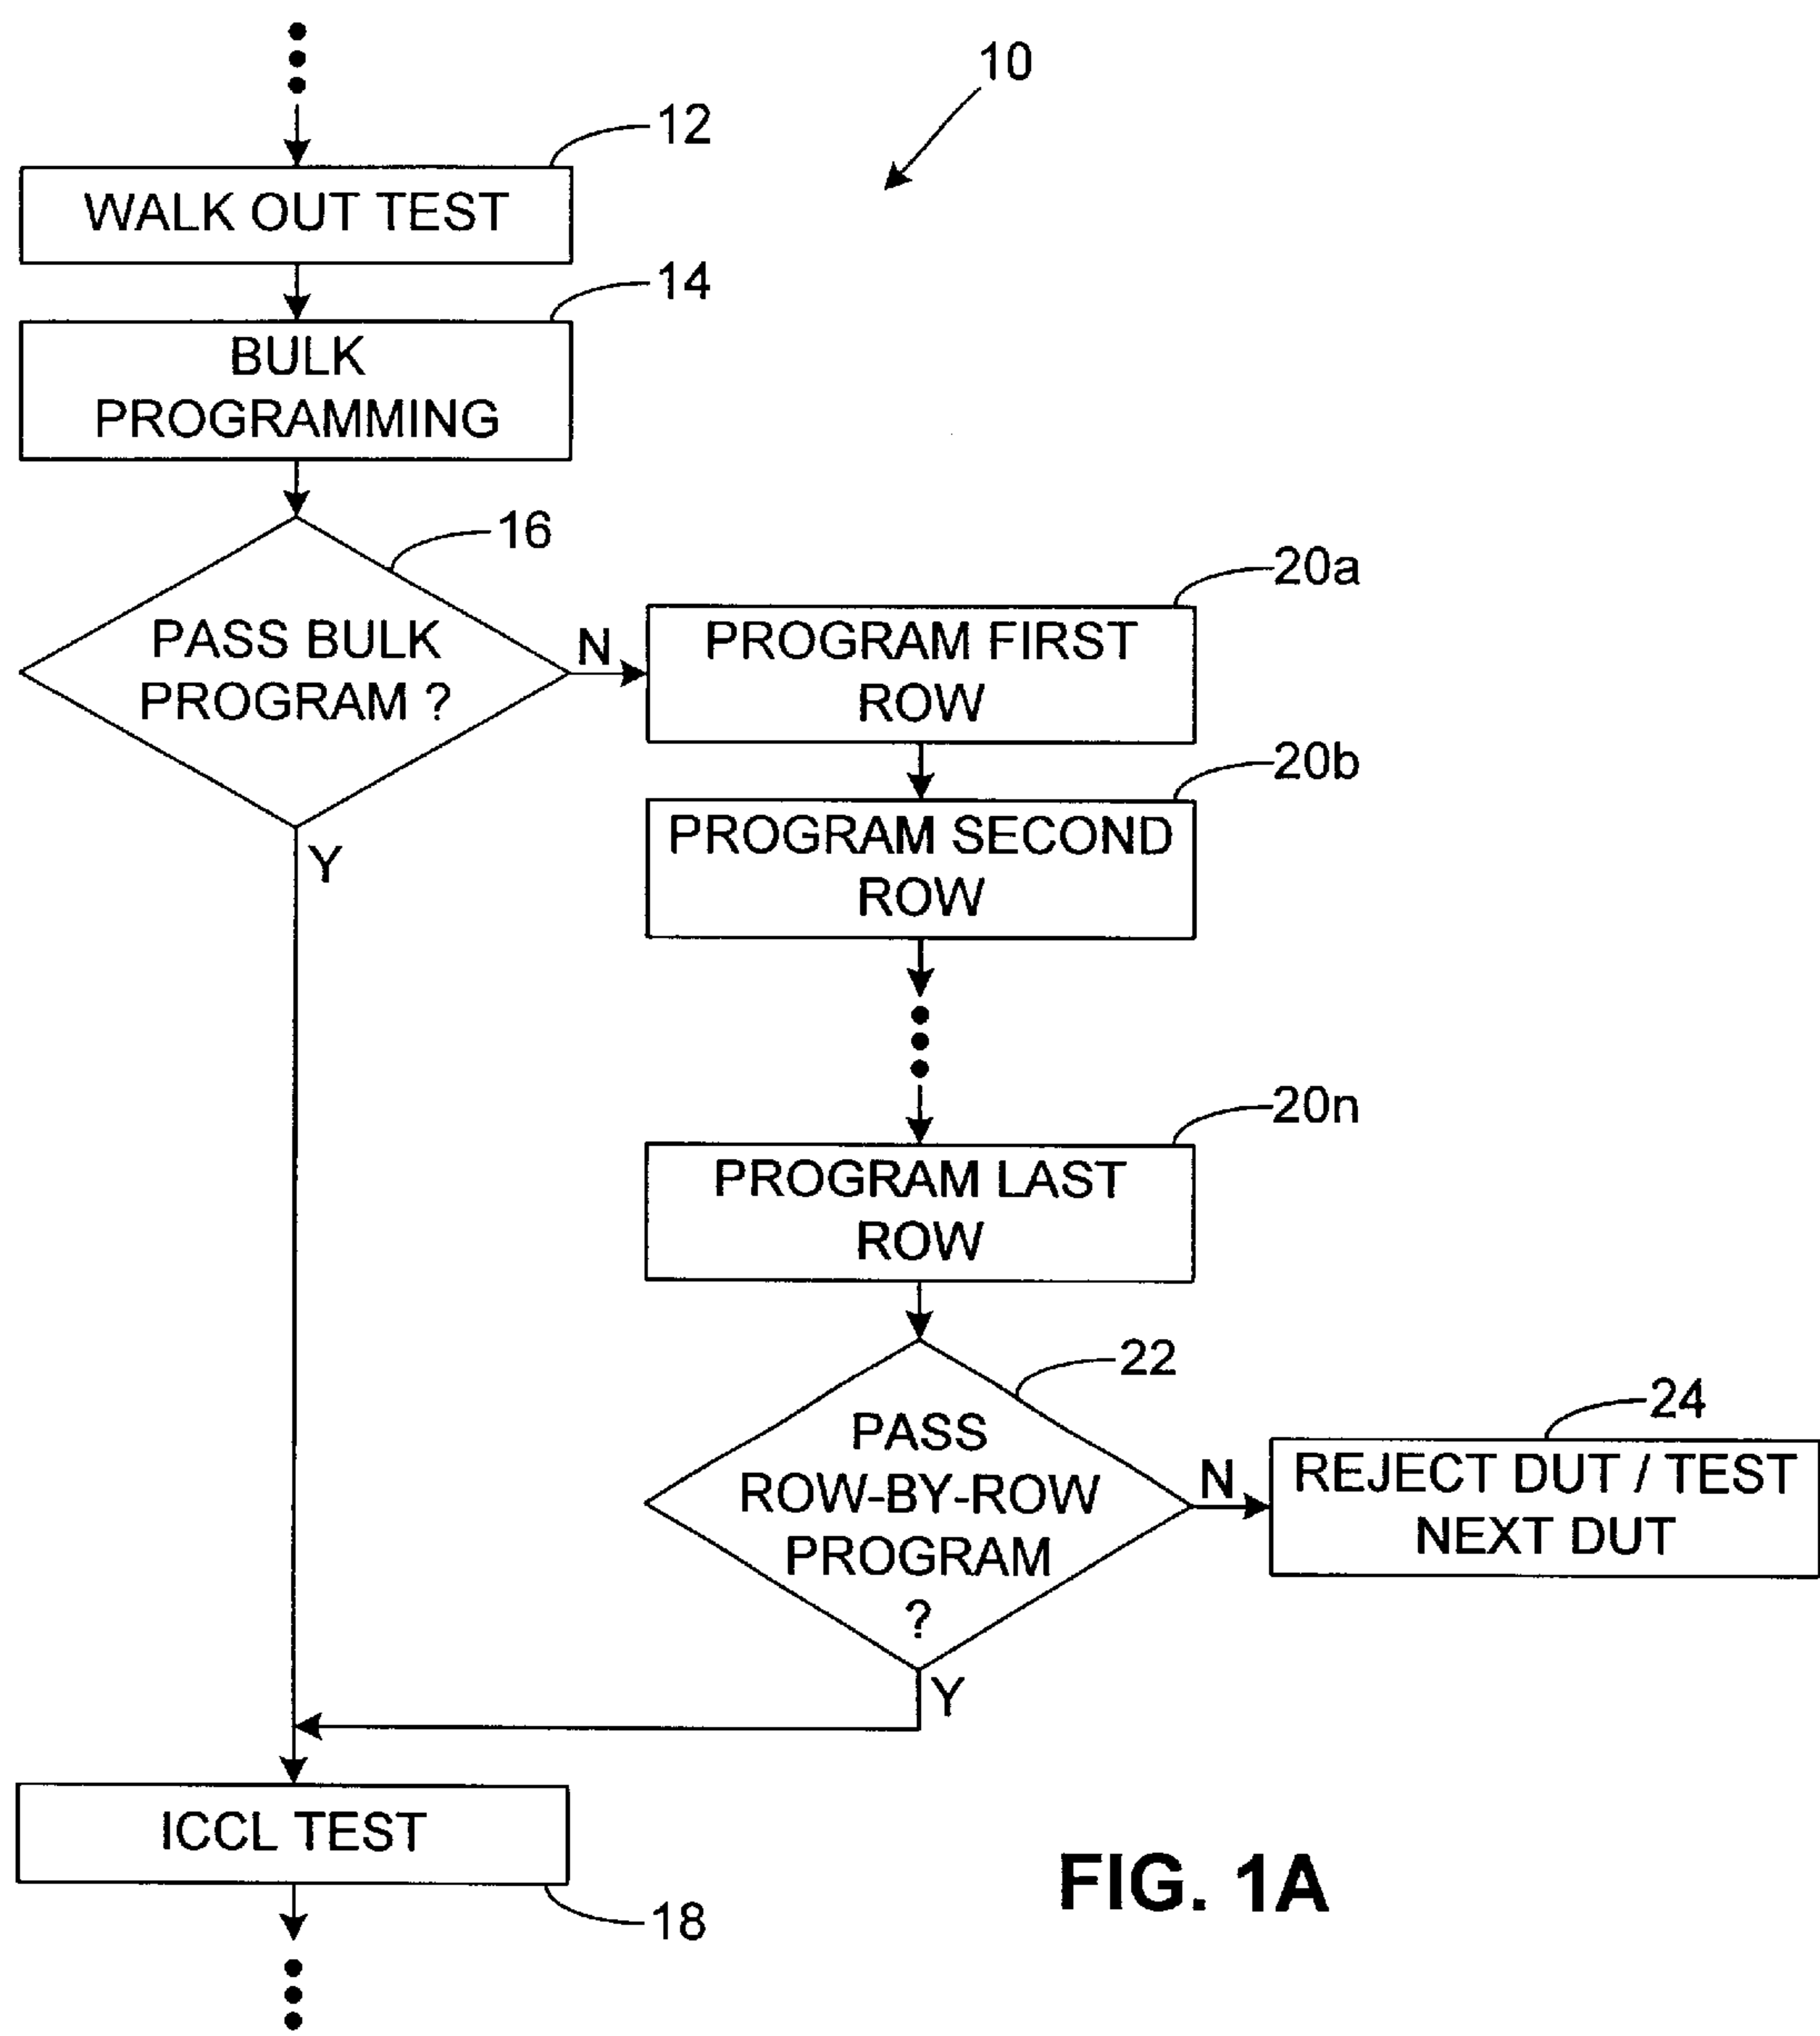 10
12
WALK OUT TEST
14
BULK
PROGRAMMING
16
PASS BULK
PROGRAM ?
N
Y
20a
PROGRAM FIRST
ROW
20b
PROGRAM SECOND
ROW
20n
PROGRAM LAST
ROW
22
PASS
ROW-BY-ROW
PROGRAM
?
N
Y
24
REJECT DUT / TEST
NEXT DUT
ICCL TEST
18
FIG. 1A